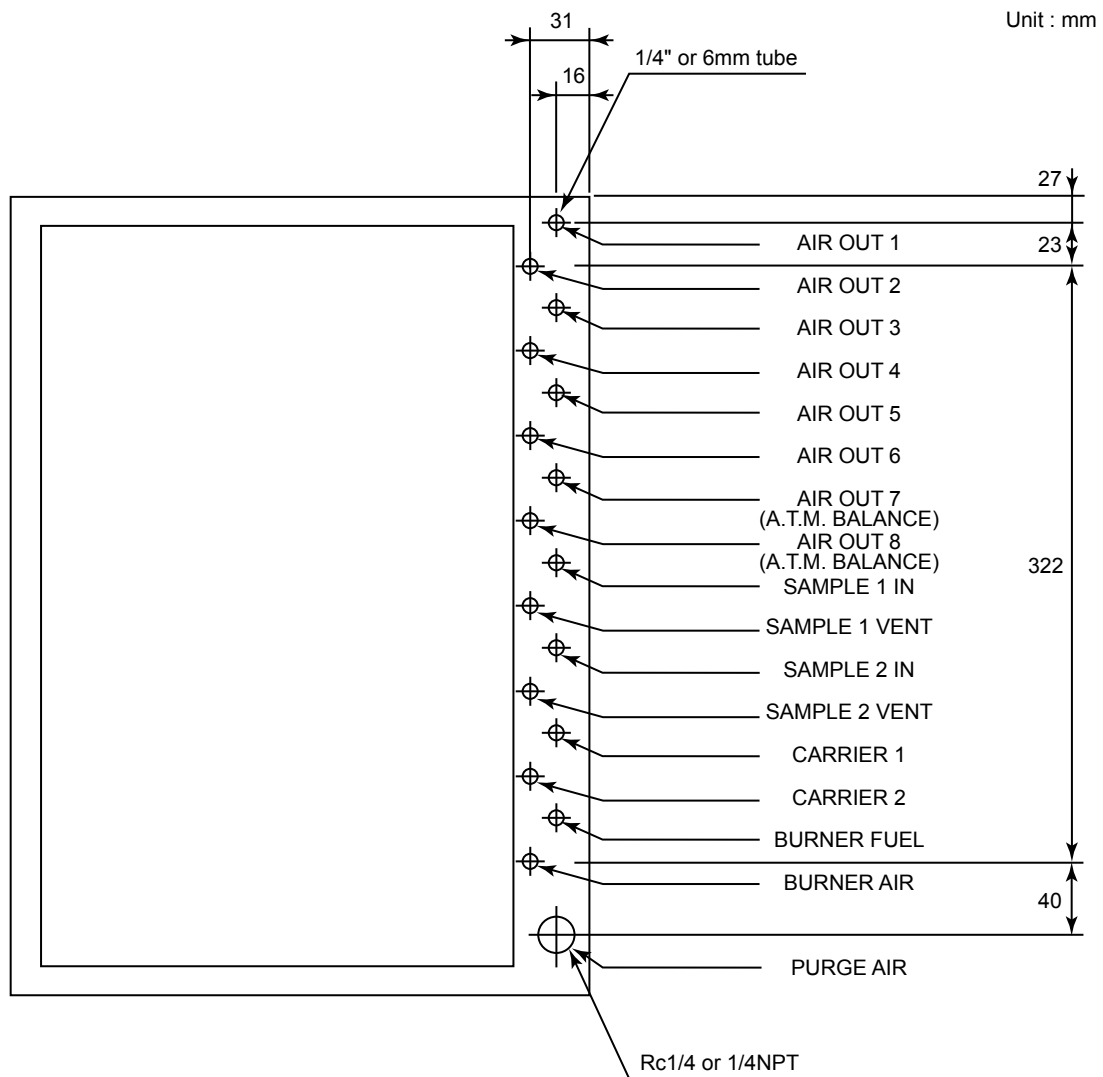 Unit : mm
31
1/4" or 6mm tube
16
27
AIR OUT 1
23
AIR OUT 2
AIR OUT 3
AIR OUT 4
AIR OUT 5
AIR OUT 6
AIR OUT 7
(A.T.M. BALANCE)
AIR OUT 8
(A.T.M. BALANCE)
322
SAMPLE 1 IN
SAMPLE 1 VENT
SAMPLE 2 IN
SAMPLE 2 VENT
CARRIER 1
CARRIER 2
BURNER FUEL
BURNER AIR
40
PURGE AIR
Rc1/4 or 1/4NPT